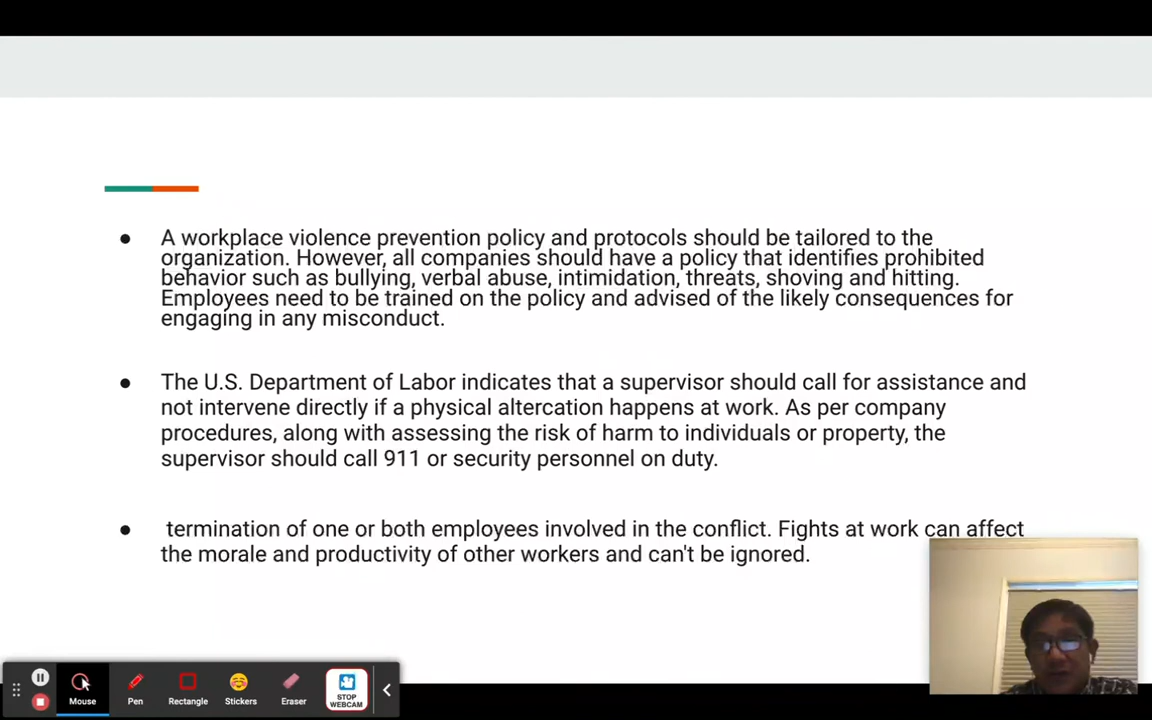 ● A workplace violence prevention policy and protocols should be tailored to the
organization. However, all companies should have a policy that identifies prohibited
behavior such as bullying, verbal abuse, intimidation, threats, shoving and hitting.
Employees need to be trained on the policy and advised of the likely consequences for
engaging in any misconduct.
● The U.S. Department of Labor indicates that a supervisor should call for assistance and
not intervene directly if a physical altercation happens at work. As per company
procedures, along with assessing the risk of harm to individuals or property, the
supervisor should call 911 or security personnel on duty.
● termination of one or both employees involved in the conflict. Fights at work can affect
the morale and productivity of other workers and can't be ignored.
Mouse
Pen
Rectangle
Stickers
Eraser
STOP
WEBCAM